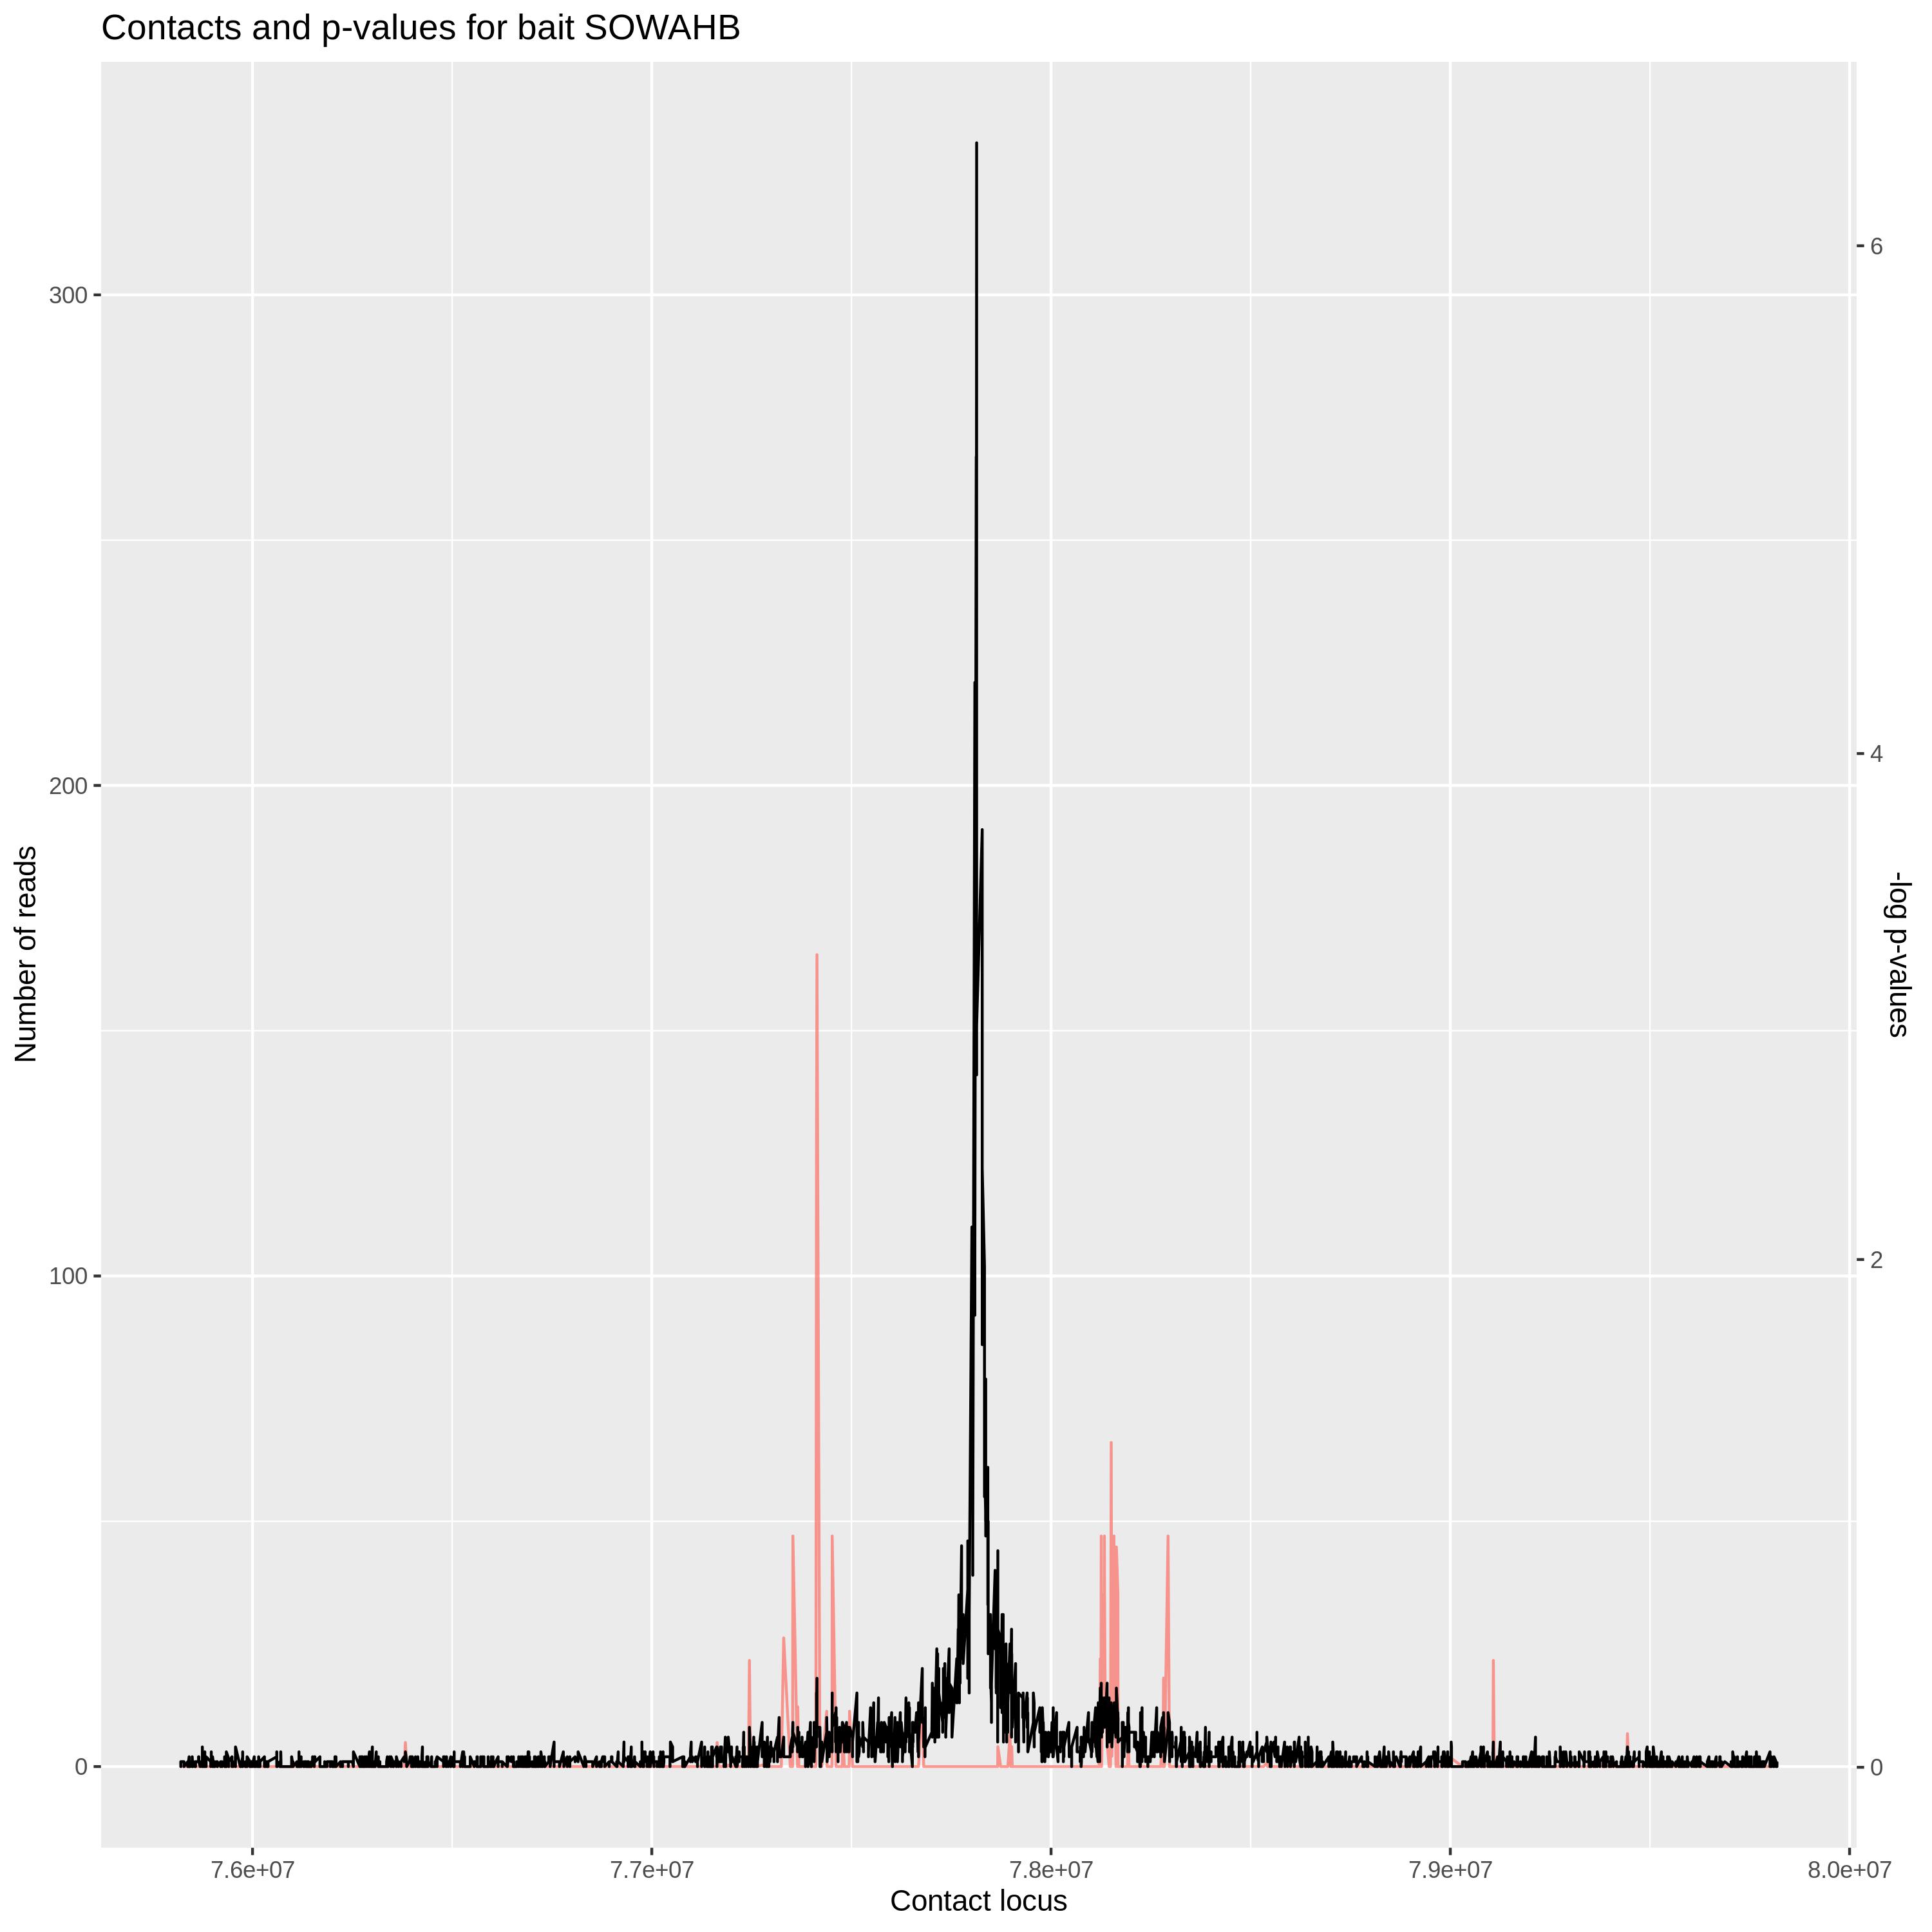 Contacts and p-values for bait SOWAHB
Number of reads
300
200
100
0
6
4
2
0
-log p-values
7.6e+07
7.7e+07
7.8e+07
7.9e+07
8.0e+07
Contact locus